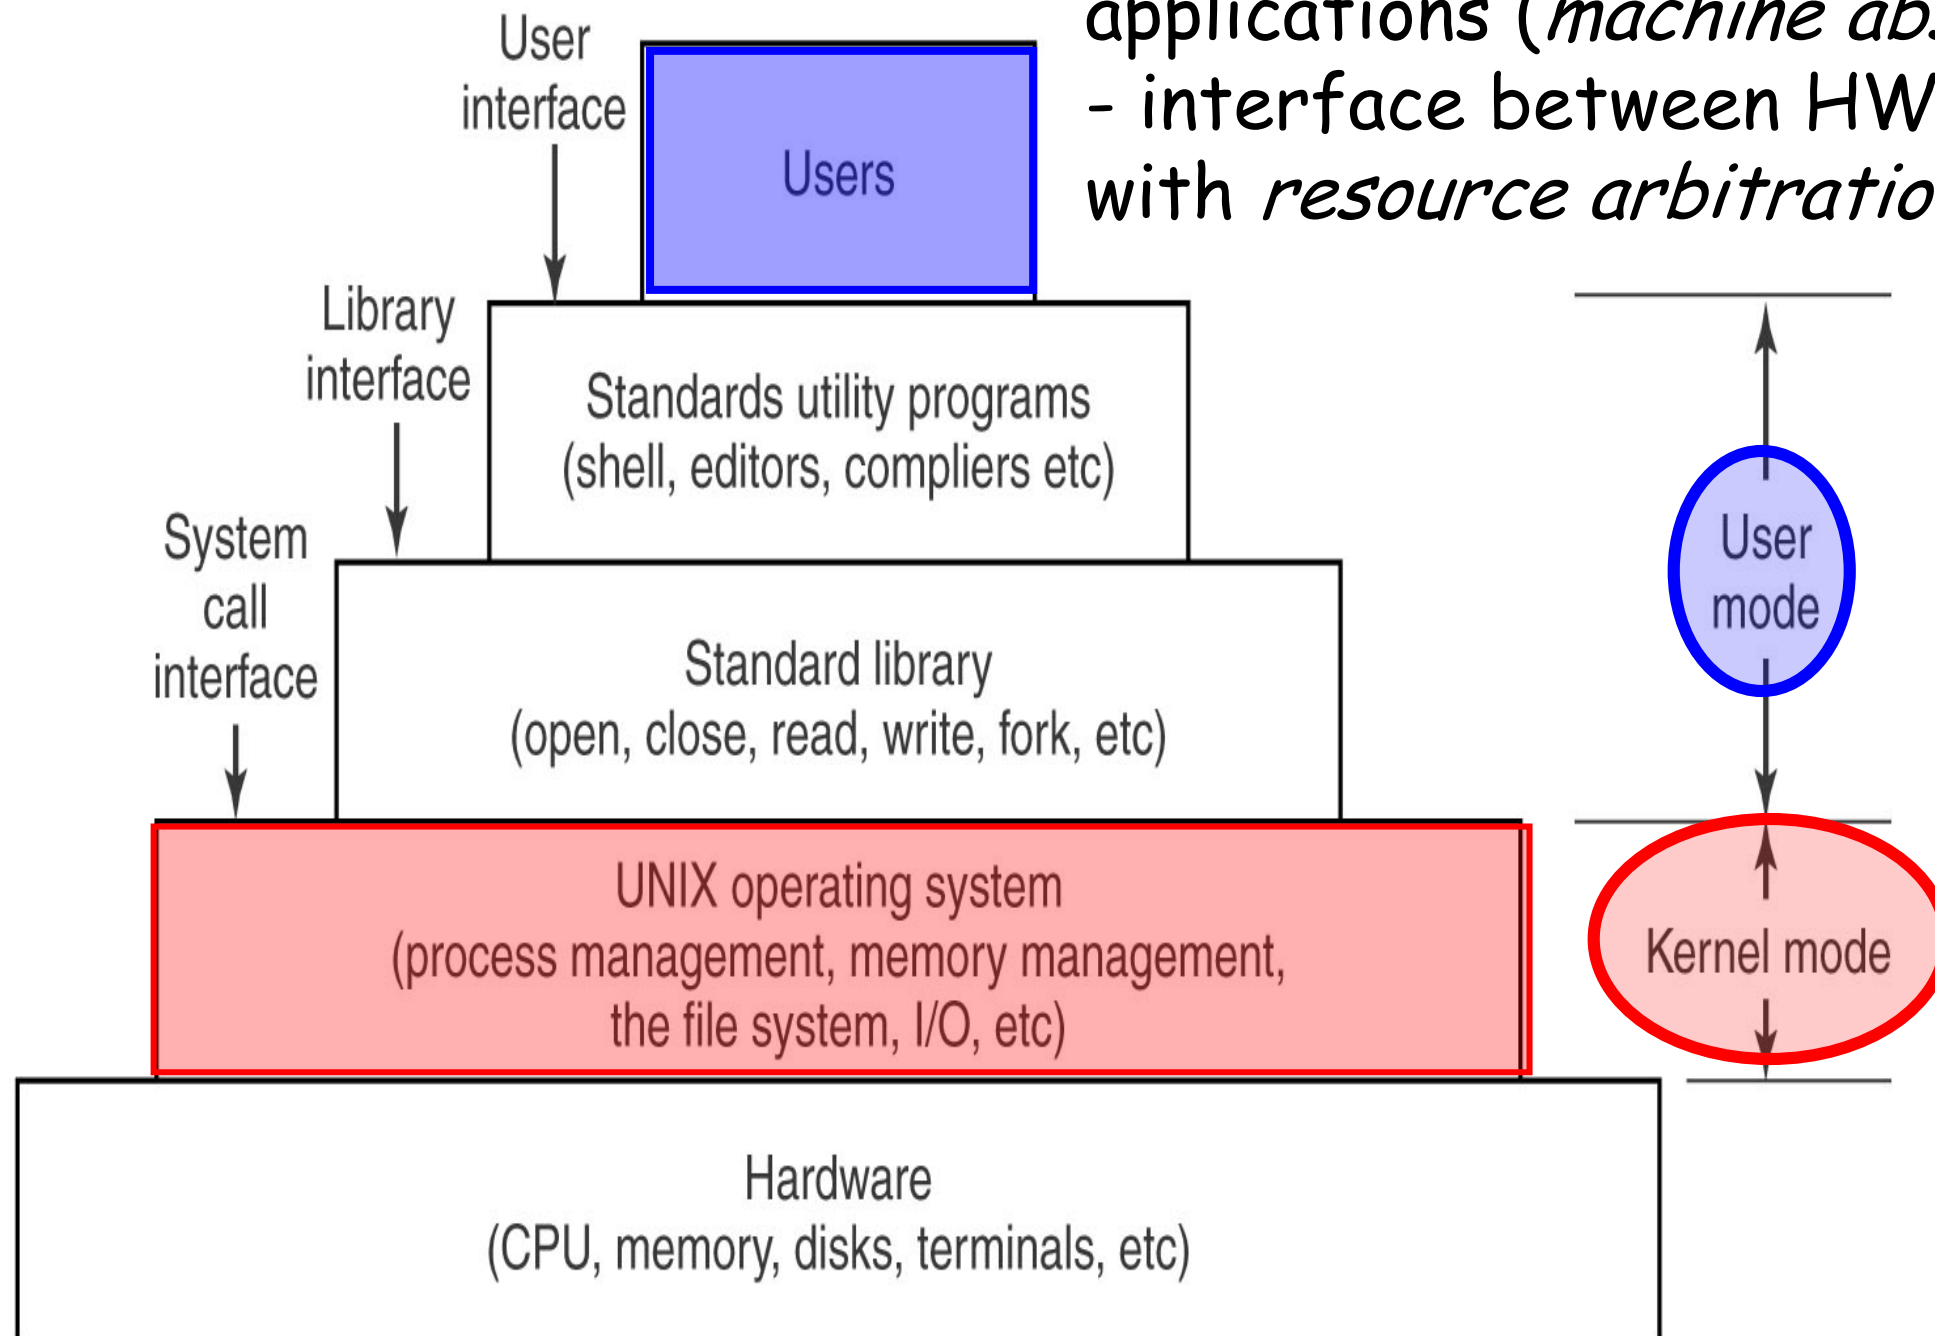 applications (machine abs
- interface between HW
with resource arbitratio
User
interface
Users
Library
interface
Standards utility programs
(shell, editors, compliers etc)
System
call
interface
Standard library
(open, close, read, write, fork, etc)
User
mode
UNIX operating system
(process management, memory management,
the file system, I/O, etc)
Kernel mode
Hardware
(CPU, memory, disks, terminals, etc)